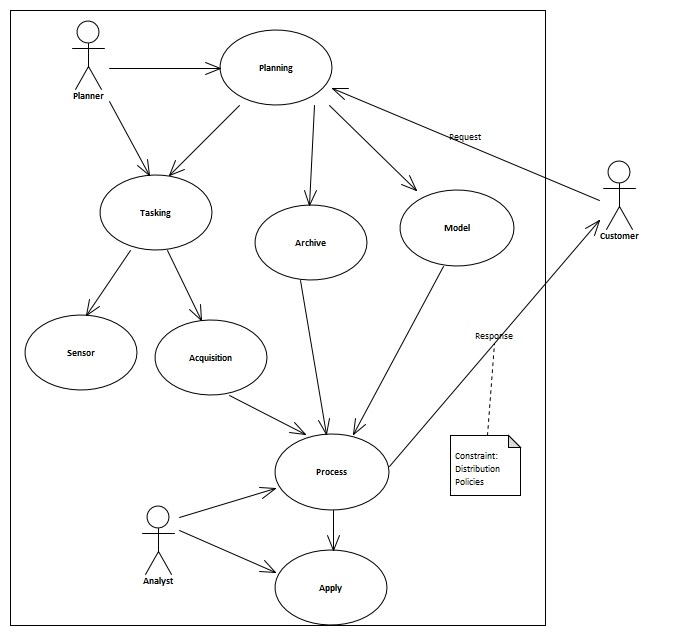 Planning
Planner
Request
Tasking
Archive
Model
Customer
Response
Sensor
Acquisition
Constraint:
Distribution
Policies
Process
Analyst
Apply